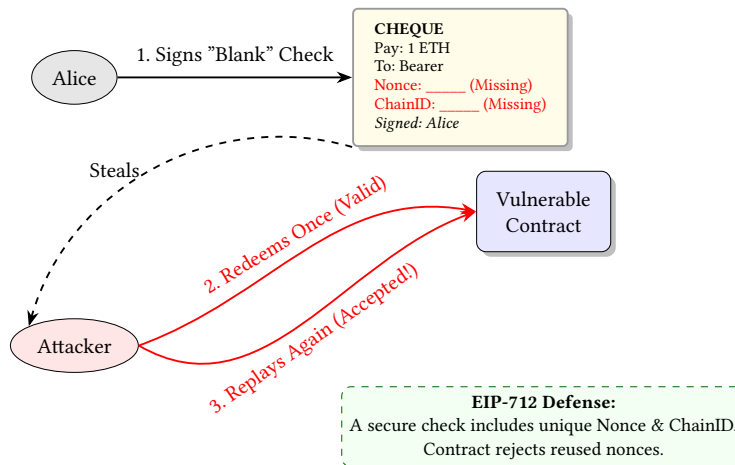 Alice
1. Signs ”Blank” Check
CHEQUE
Pay: 1 ETH
To: Bearer
Nonce: _____ (Missing)
ChainID: _____ (Missing)
Signed: Alice
Steals
2. Redeems Once (Valid)
Vulnerable
Contract
Attacker
3. Replays Again (Accepted!)
EIP-712 Defense:
A secure check includes unique Nonce & ChainID.
Contract rejects reused nonces.